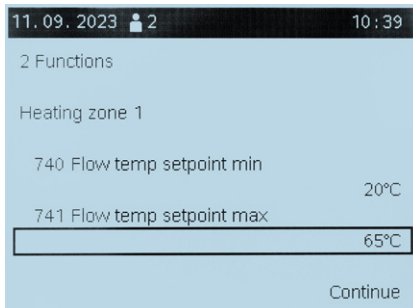 11.09.2023 2 10:39
2 Functions
Heating zone 1
740 Flow temp setpoint min
20°C
741 Flow temp setpoint max
65°C
Continue